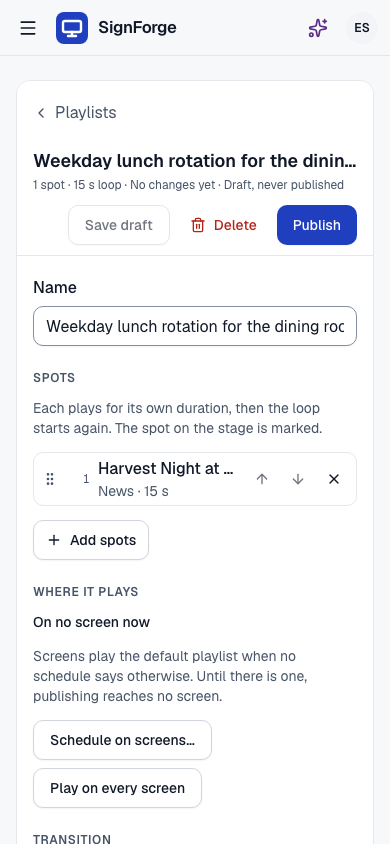 SignForge
ES
Playlists
Weekday lunch rotation for the dinin...
1 spot · 15 s loop · No changes yet · Draft, never published
Save draft
Delete
Publish
Name
Weekday lunch rotation for the dining roc
SPOTS
Each plays for its own duration, then the loop
starts again. The spot on the stage is marked.
1
Harvest Night at ...
News · 15 s
Add spots
WHERE IT PLAYS
On no screen now
Screens play the default playlist when no
schedule says otherwise. Until there is one,
publishing reaches no screen.
Schedule on screens...
Play on every screen
TRANSITION